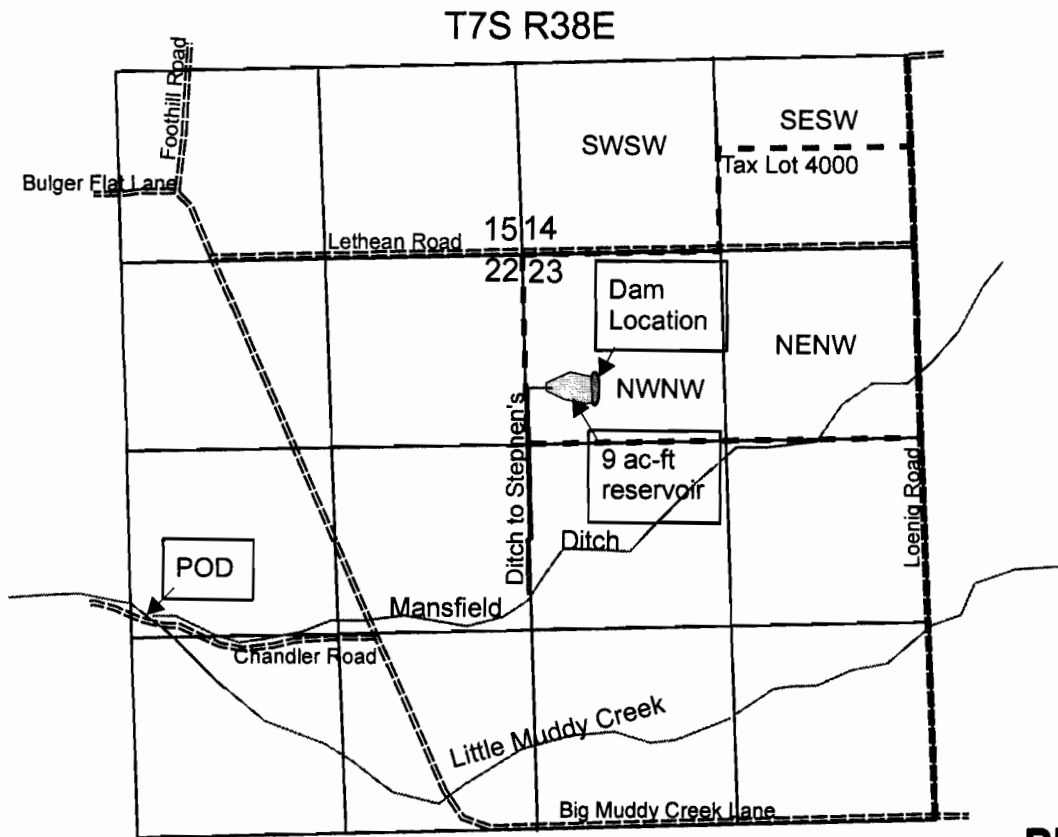 T7S R38E
Foothill Road
SESW
SWSW
Tax Lot 4000
Bulger Flat Lane
Lethean Road
15 14
22 23
Dam
Location
NENW
NWNW
9 ac-ft
reservoir
Ditch to Stephen's
Loenig Road
Ditch
POD
Mansfield
Chandler Road
Little Muddy Creek
Big Muddy Creek Lane